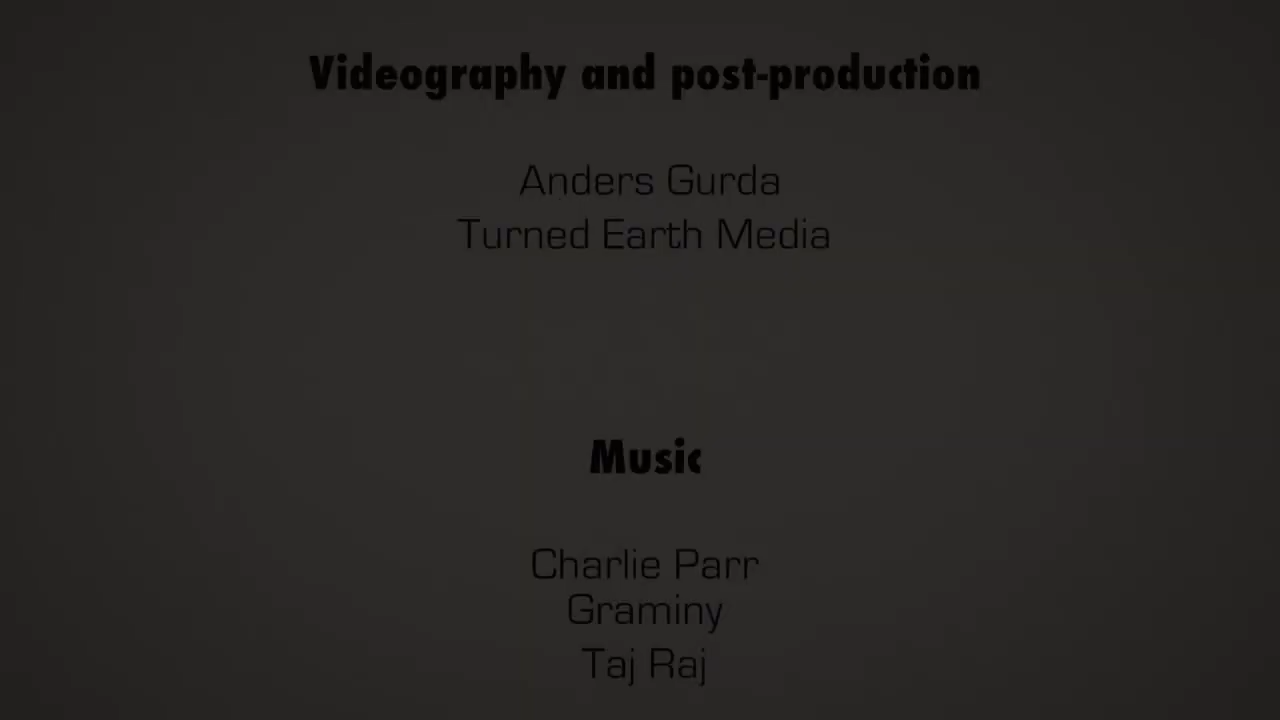 Videography and post-production
Anders Gurda
Turned Earth Media
Music
Charlie Parr
Graminy
Taj Raj